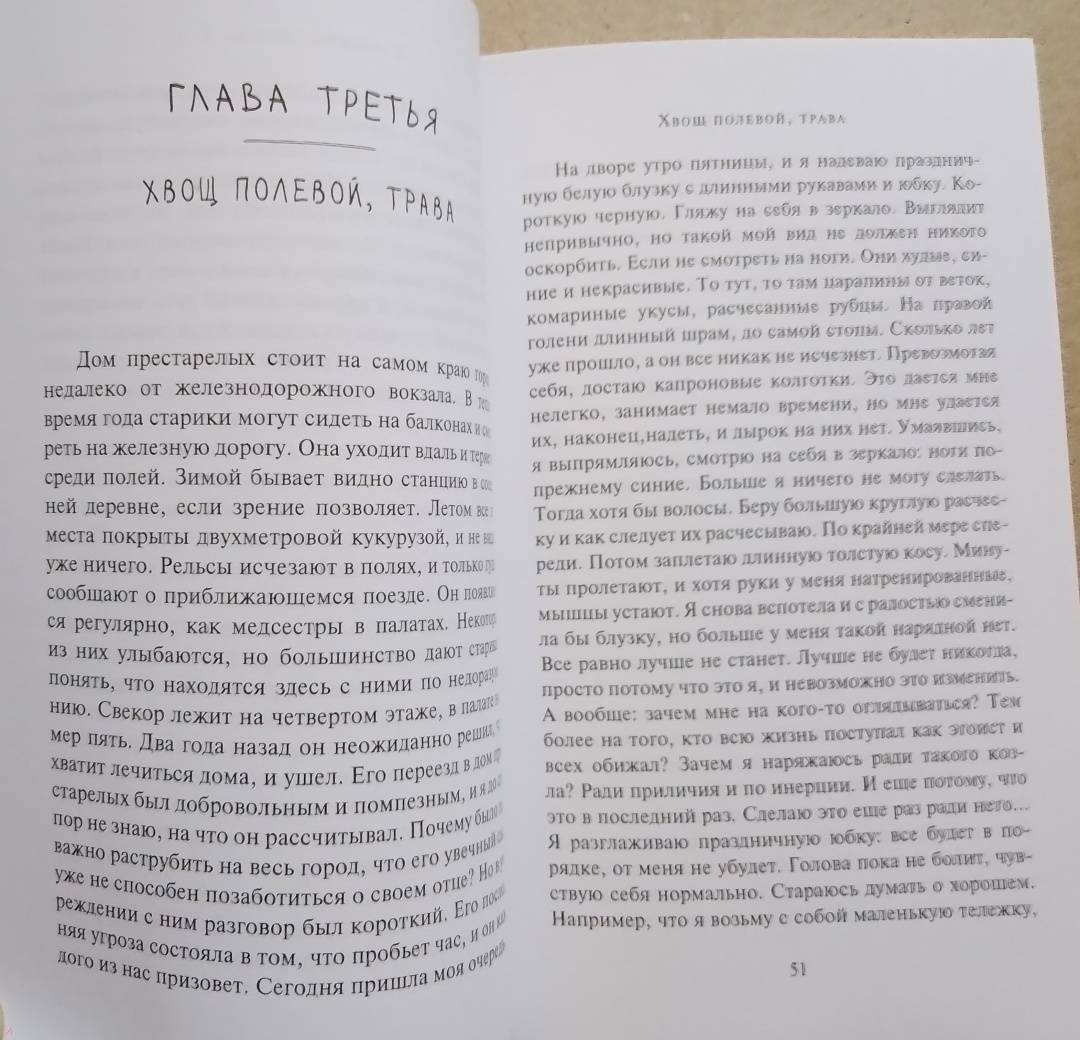 ГЛАВА ТРЕТЬЯ
ХВОЩ ПОЛЕВОЙ, ТРАВА
Дом престарелых стоит на самом краю
недалеко от железнодорожного вокзала. В
время года старики могут сидеть на балконах и
реть на железную дорогу. Она уходит вдаль и
среди полей. Зимой бывает видно станцию в
ней деревне, если зрение позволяет. Летом все
места покрыты двухметровой кукурузой, и не
уже ничего. Рельсы исчезают в полях, и только
сообщают о приближающемся поезде. Он
ся регулярно, как медсестры в палатах.
из них улыбаются, но большинство дают
понять, что находятся здесь с ними по
нию. Свекор лежит на четвертом этаже, в палате
мер пять. Два года назад он неожиданно решил,
хватит лечиться дома, и ушел. Его переезд в дом
старелых был добровольным и помпезным, и я до
пор не знаю, на что он рассчитывал. Почему было
важно раструбить на весь город, что его увечный
уже не способен позаботиться о своем отце? Но
реждении с ним разговор был короткий. Его
няя угроза состояла в том, что пробьет час, и он
дого из нас призовет. Сегодня пришла моя
Хвощ полевой, трава
На дворе утро пятницы, и я надеваю празднич-
ную белую блузку с длинными рукавами и юбку. Ко-
роткую черную. Гляжу на себя в зеркало. Выглядит
непривычно, но такой мой вид не должен никого
оскорбить. Если не смотреть на ноги. Они худые, си-
ние и некрасивые. То тут, то там царапины от веток,
комариные укусы, расчесанные рубцы. На правой
голени длинный шрам, до самой стопы. Сколько лет
уже прошло, а он все никак не исчезнет. Превозмогая
себя, достаю капроновые колготки. Это дается мне
нелегко, занимает немало времени, но мне удается
их, наконец,надеть, и дырок на них нет. Умаявшись,
я выпрямляюсь, смотрю на себя в зеркало: ноги по-
прежнему синие. Больше я ничего не могу сделать.
Тогда хотя бы волосы. Беру большую круглую расчес-
ку и как следует их расчесываю. По крайней мере спе-
реди. Потом заплетаю длинную толстую косу. Мину-
ты пролетают, и хотя руки у меня натренированные,
мышцы устают. Я снова вспотела и с радостью смени-
ла бы блузку, но больше у меня такой нарядной нет.
Все равно лучше не станет. Лучше не будет никогда,
просто потому что это я, и невозможно это изменить.
А вообще: зачем мне на кого-то оглядываться? Тем
более на того, кто всю жизнь поступал как эгоист и
всех обижал? Зачем я наряжаюсь ради такого коз-
ла? Ради приличия и по инерции. И еще потому, что
это в последний раз. Сделаю это еще раз ради него...
Я разглаживаю праздничную юбку: все будет в по-
рядке, от меня не убудет. Голова пока не болит, чув-
ствую себя нормально. Стараюсь думать о хорошем.
Например, что я возьму с собой маленькую тележку,
51